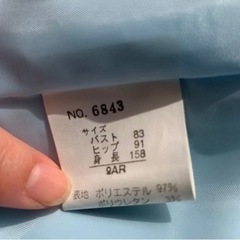 NO. 6843
サイズ
バスト 83
ヒップ 91
身長 158
9AR
表地 ポリエステル 97%
ポリウレタン 3%